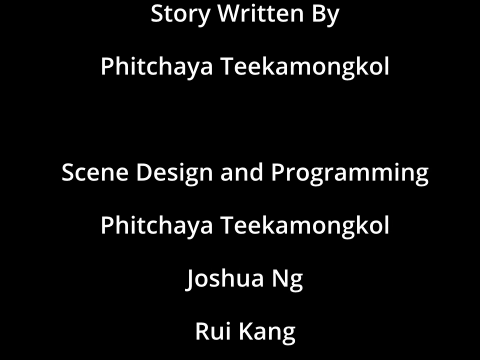 Story Written By
Phitchaya Teekamongkol
Scene Design and Programming
Phitchaya Teekamongkol
Joshua Ng
Rui Kang